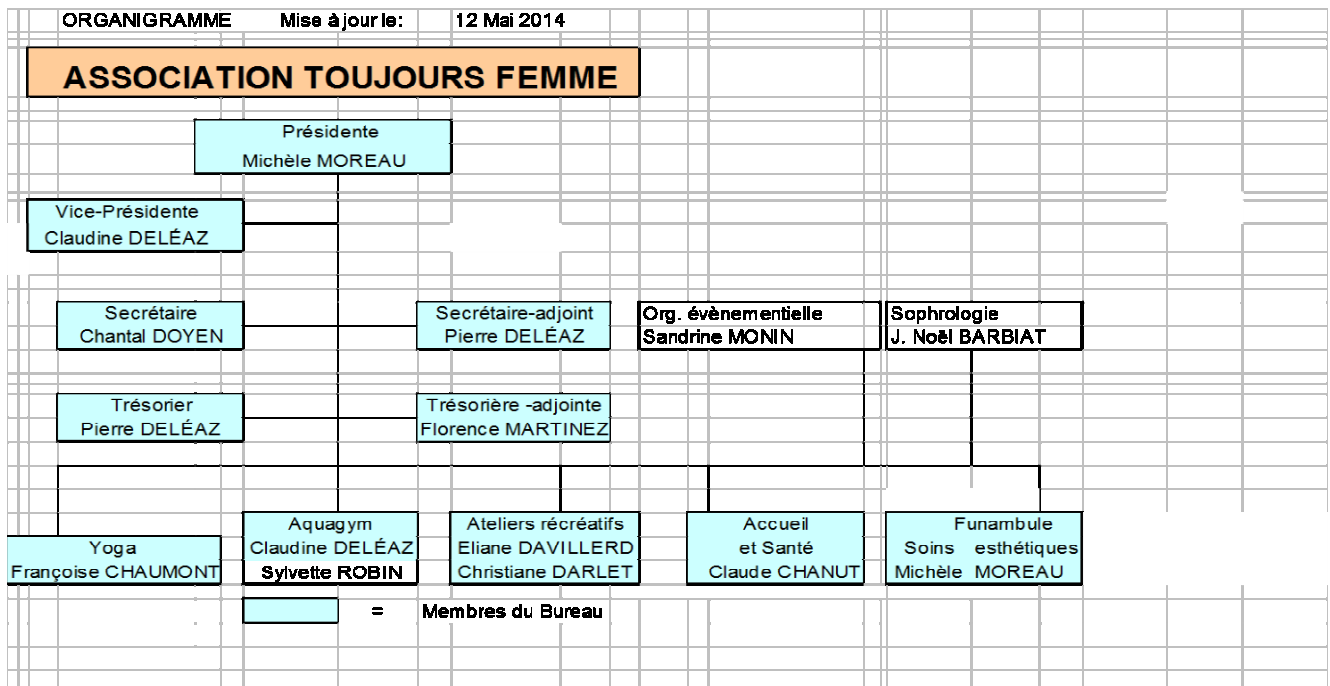 ORGANIGRAMME Mise à jour le: 12 Mai 2014
ASSOCIATION TOUJOURS FEMME
Présidente
Michèle MOREAU
Vice-Présidente
Claudine DELÉAZ
Secrétaire
Chantal DOYEN
Secrétaire-adjoint
Pierre DELÉAZ
Org. évènementielle
Sandrine MONIN
Sophrologie
J. Noël BARBIAT
Trésorier
Pierre DELÉAZ
Trésorière -adjointe
Florence MARTINEZ
Yoga
Françoise CHAUMONT
Aquagym
Claudine DELÉAZ
Sylvette ROBIN
Ateliers récréatifs
Eliane DAVILLERD
Christiane DARLET
Accueil
et Santé
Claude CHANUT
Funambule
Soins esthétiques
Michèle MOREAU
= Membres du Bureau